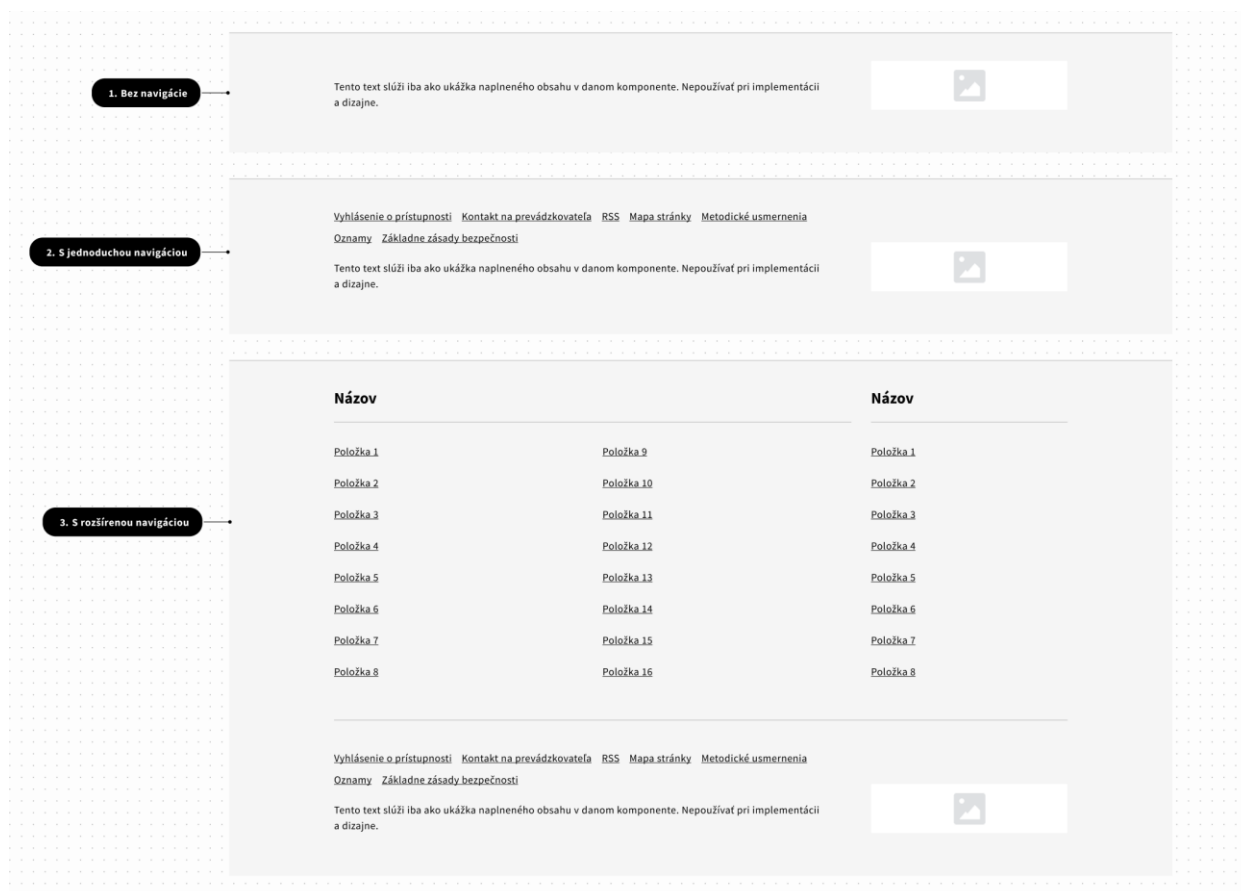 1. Bez navigácie
Tento text slúži iba ako ukážka naplneného obsahu v danom komponente. Nepoužívať pri implementácii
a dizajne.
2. S jednoduchou navigáciou
Vyhlásenie o prístupnosti Kontakt na prevádzkovateľa RSS Mapa stránky Metodické usmernenia
Oznamy Základne zásady bezpečnosti
Tento text slúži iba ako ukážka naplneného obsahu v danom komponente. Nepoužívať pri implementácii
a dizajne.
3. S rozšírenou navigáciou
Názov
Položka 1
Položka 2
Položka 3
Položka 4
Položka 5
Položka 6
Položka 7
Položka 8
Položka 9
Položka 10
Položka 11
Položka 12
Položka 13
Položka 14
Položka 15
Položka 16
Názov
Položka 1
Položka 2
Položka 3
Položka 4
Položka 5
Položka 6
Položka 7
Položka 8
Vyhlásenie o prístupnosti Kontakt na prevádzkovateľa RSS Mapa stránky Metodické usmernenia
Oznamy Základne zásady bezpečnosti
Tento text slúži iba ako ukážka naplneného obsahu v danom komponente. Nepoužívať pri implementácii
a dizajne.